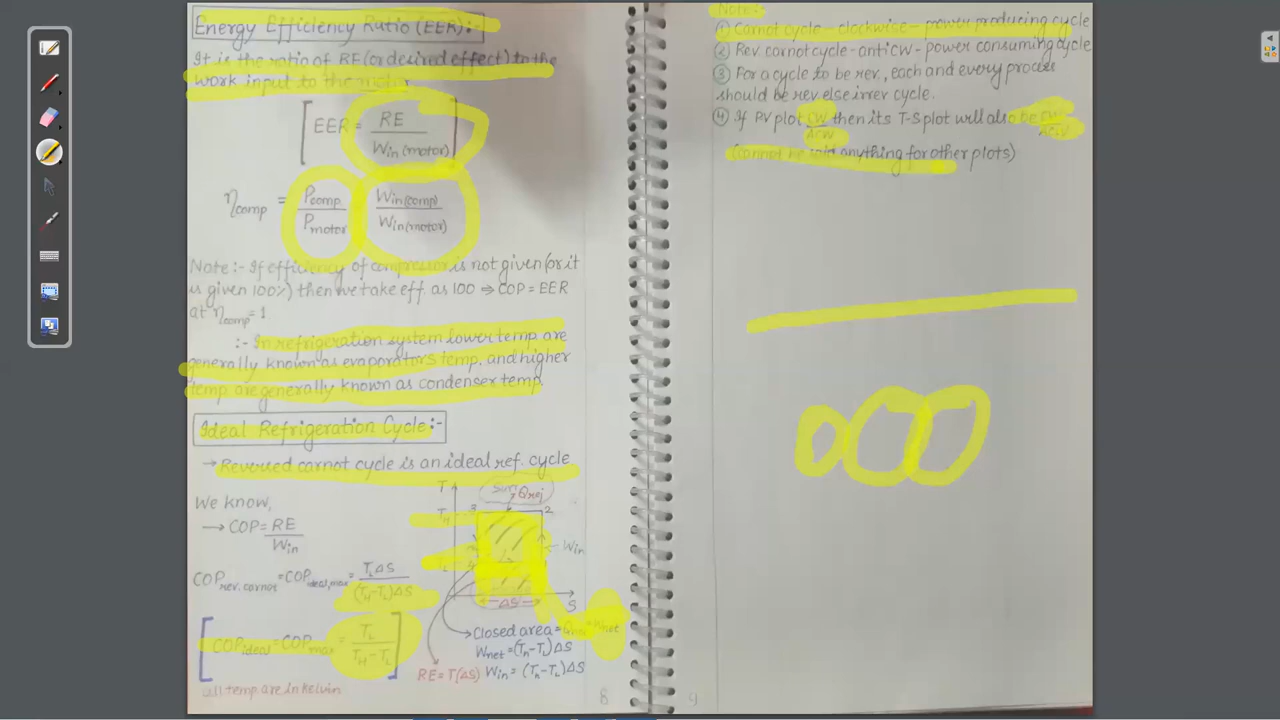 Energy Efficiency Ratio (EER):-
It is the ratio of RE (or desired effect) to the
work input to the motor
[EER = RE / Win(motor)]
ηcomp = Pcomp / Pmotor = Win(comp) / Win(motor)
Note:- If efficiency of compressor is not given (or it
is given 100%) then we take eff. as 100 ⇒ COP = EER
at ηcomp = 1
:- In refrigeration system lower temp. are
generally known as evaporators temp. and higher
temp are generally known as condenser temp.
Ideal Refrigeration Cycle:-
→ Reversed carnot cycle is an ideal ref. cycle
We know,
→ COP = RE / Win
COPrev.carnot = COPideal,max = TLΔS / (TH-TL)ΔS
[COPideal = COPmax = TL / TH-TL]
all temp. are in kelvin
T
Qrej
TH
3
2
Win
ΔS
S
Closed area = =Wnet
Wnet = (TH-TL)ΔS
RE = T(ΔS)
Win = (TH-TL)ΔS
8
Note:-
① Carnot cycle - clockwise - power producing cycle
② Rev. carnot cycle - anti CW - power consuming cycle
③ For a cycle to be rev., each and every process
should be rev. else irrev cycle.
④ If PV plot CW/ACW then its T-S plot will also be CW/ACW
(cannot be said anything for other plots)
9